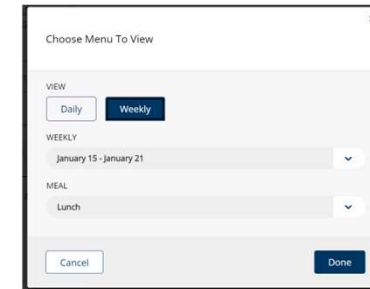 Choose Menu To View
VIEW
Daily Weekly
WEEKLY
January 15 - January 21
MEAL
Lunch
Cancel Done